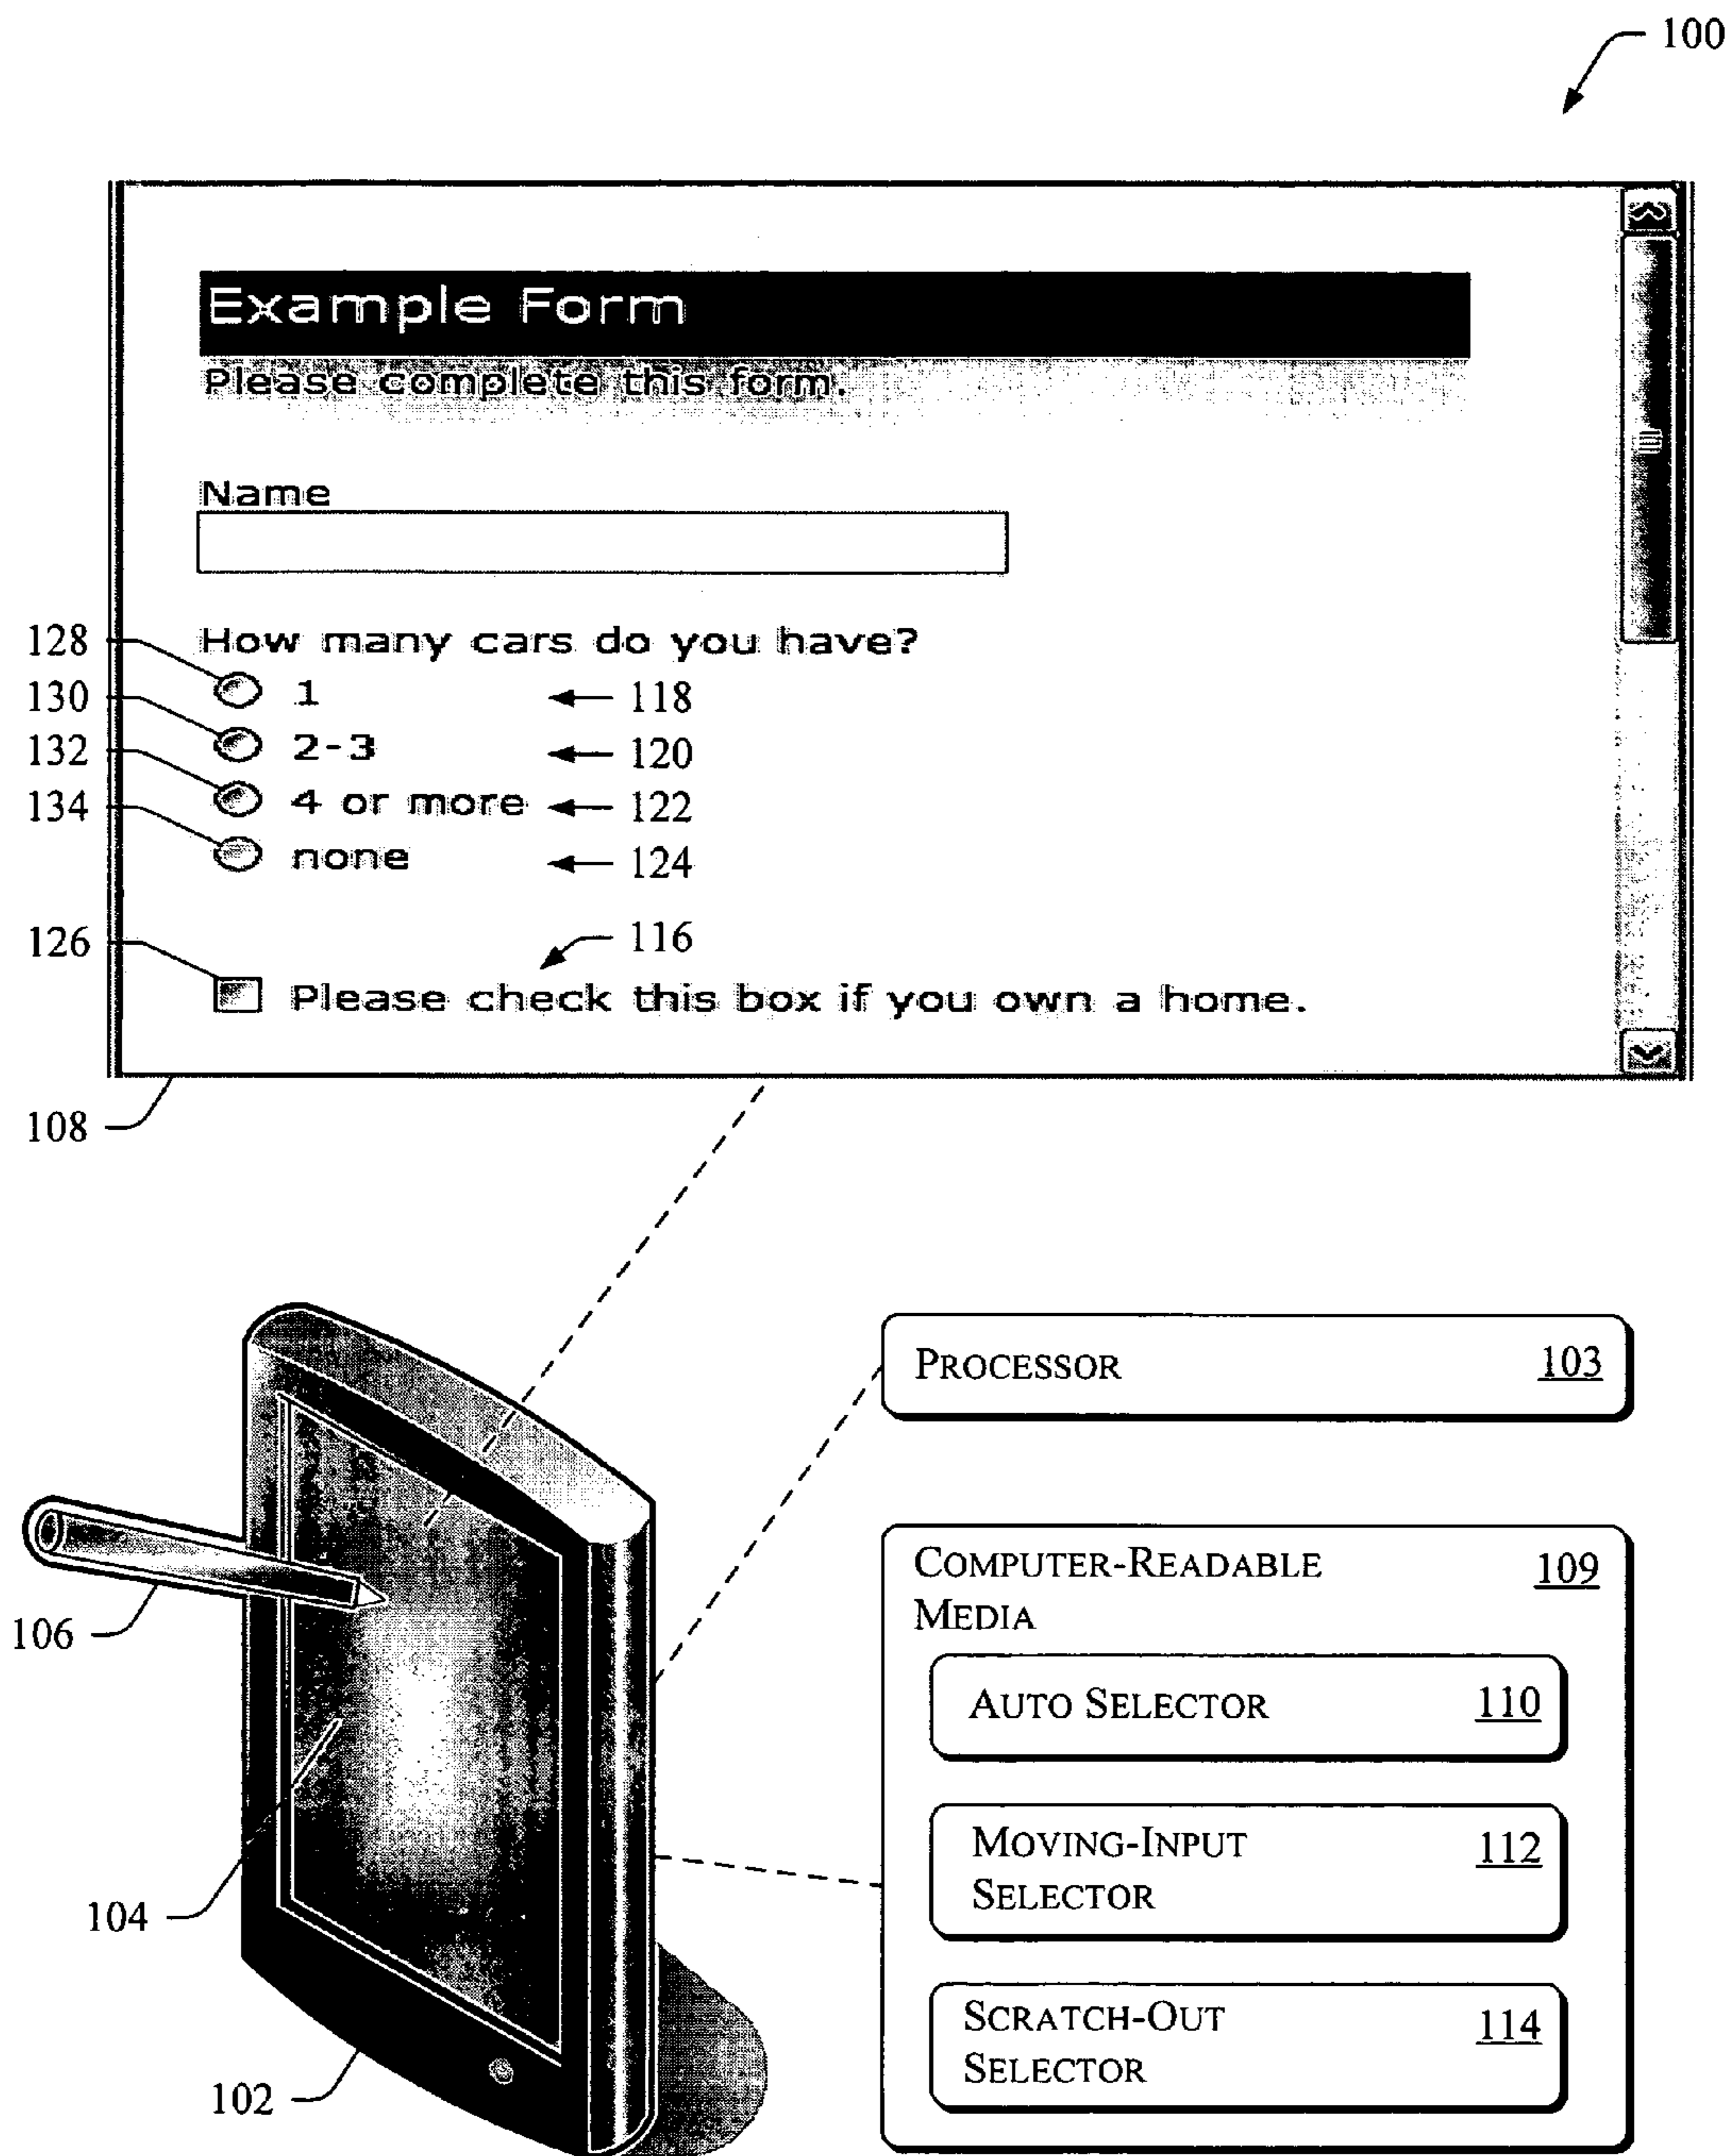 100
Example Form
Please complete this form.
Name
128 How many cars do you have?
130 1 118
132 2-3 120
134 4 or more 122
none 124
126 116
Please check this box if you own a home.
108
PROCESSOR 103
COMPUTER-READABLE 109
MEDIA
106
AUTO SELECTOR 110
MOVING-INPUT 112
SELECTOR
104
SCRATCH-OUT 114
SELECTOR
102